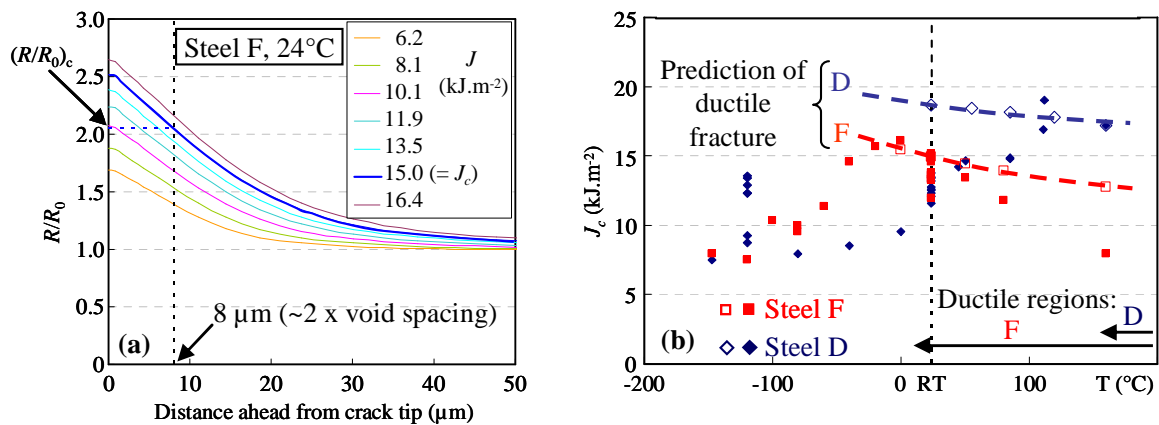 3.0
2.5
2.0
1.5
1.0
0.5
0
R/R0
(R/R0)c
Steel F, 24°C
J
(kJ.m-2)
6.2
8.1
10.1
11.9
13.5
15.0 (= Jc)
16.4
8 µm (~2 x void spacing)
(a)
0 10 20 30 40 50
Distance ahead from crack tip (µm)
25
20
15
10
5
0
Jc (kJ.m-2)
Prediction of
ductile
fracture
D
F
Steel F
Steel D
Ductile regions:
D
F
(b)
-200 -100 0 RT 100 T (°C)